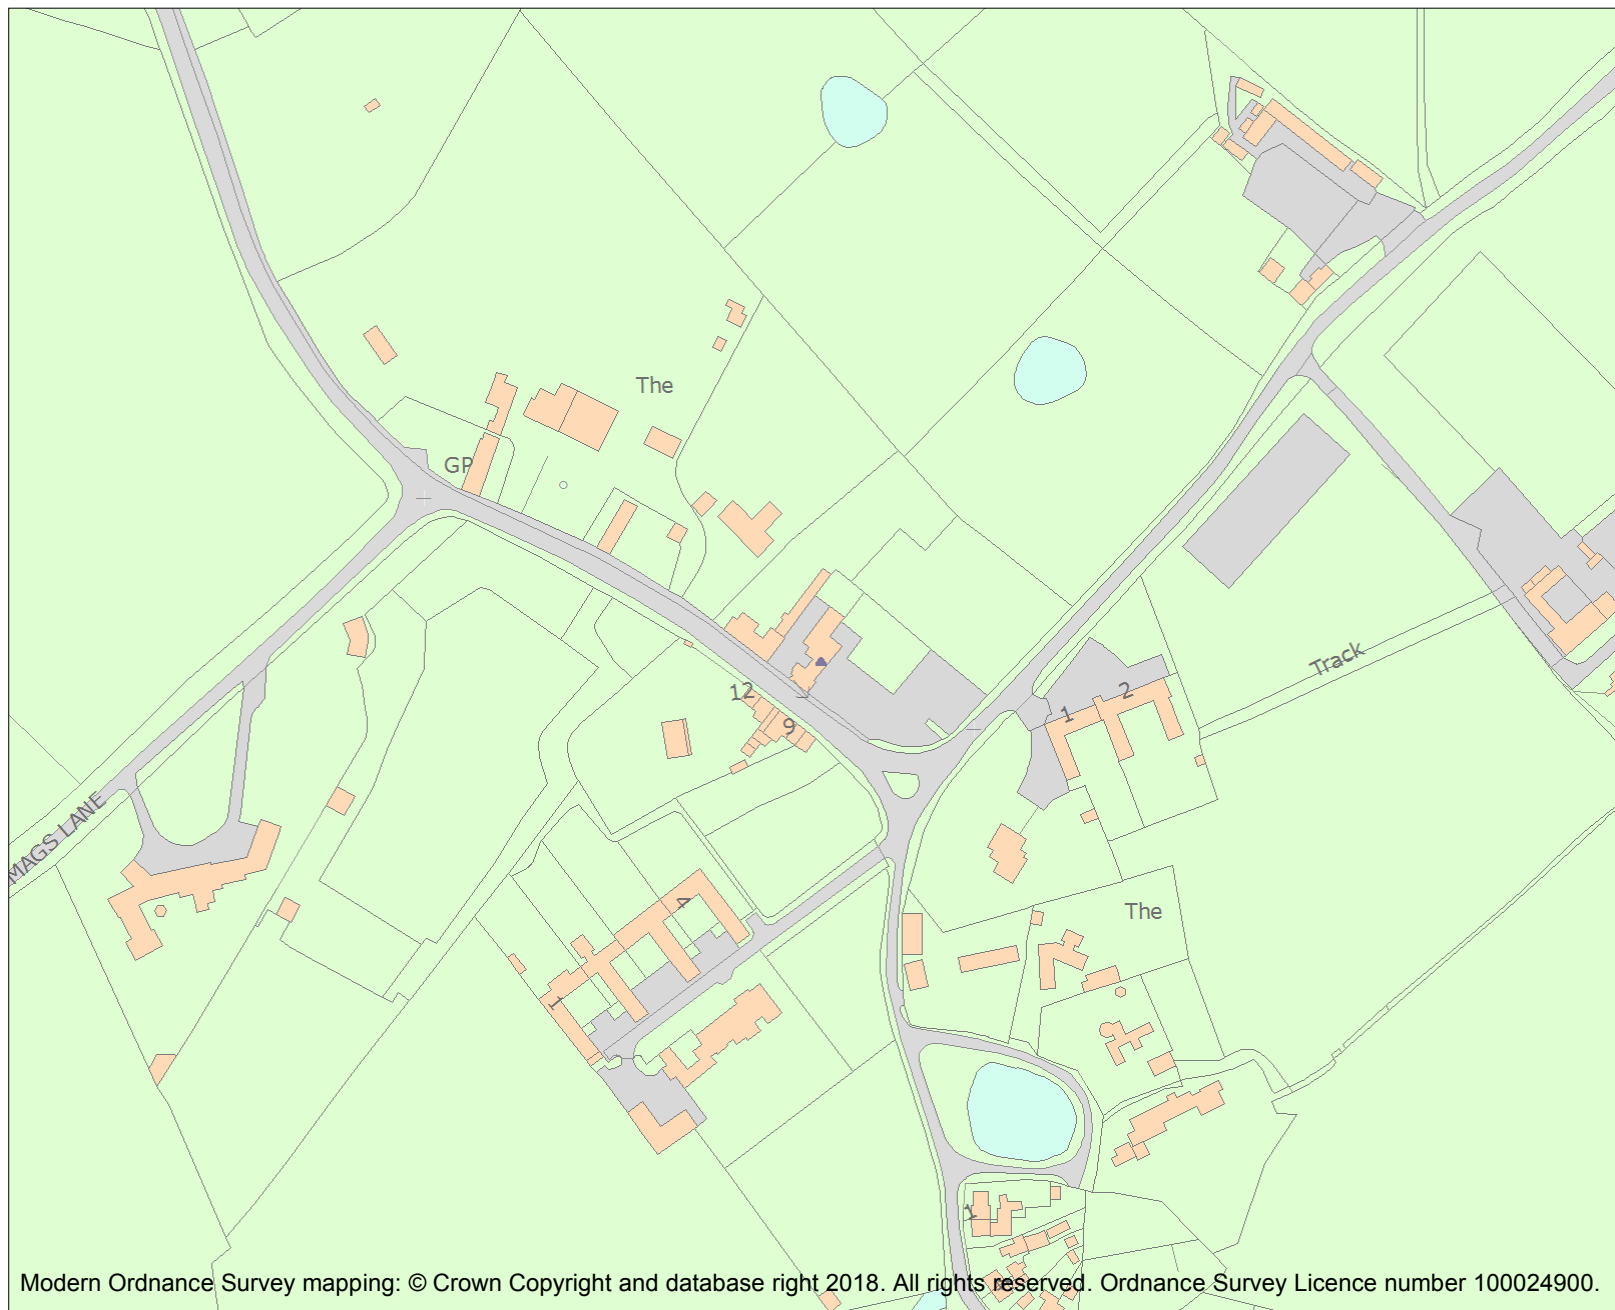 The
GP
Track
12
9
2
1
MAGS LANE
4
The
1
1
Modern Ordnance Survey mapping: © Crown Copyright and database right 2018. All rights reserved. Ordnance Survey Licence number 100024900.